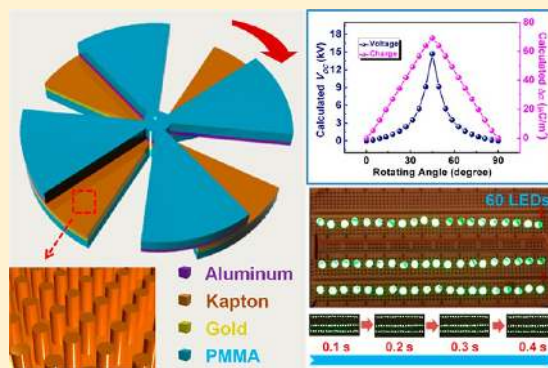 Aluminum
Kapton
Gold
PMMA
Calculated V_OC (kV)
18
15
12
9
6
3
0
Voltage
Charge
80
60
40
20
0
Calculated Δσ (μC/m²)
0
30
60
90
Rotating Angle (degree)
60 LEDs
0.1 s
0.2 s
0.3 s
0.4 s